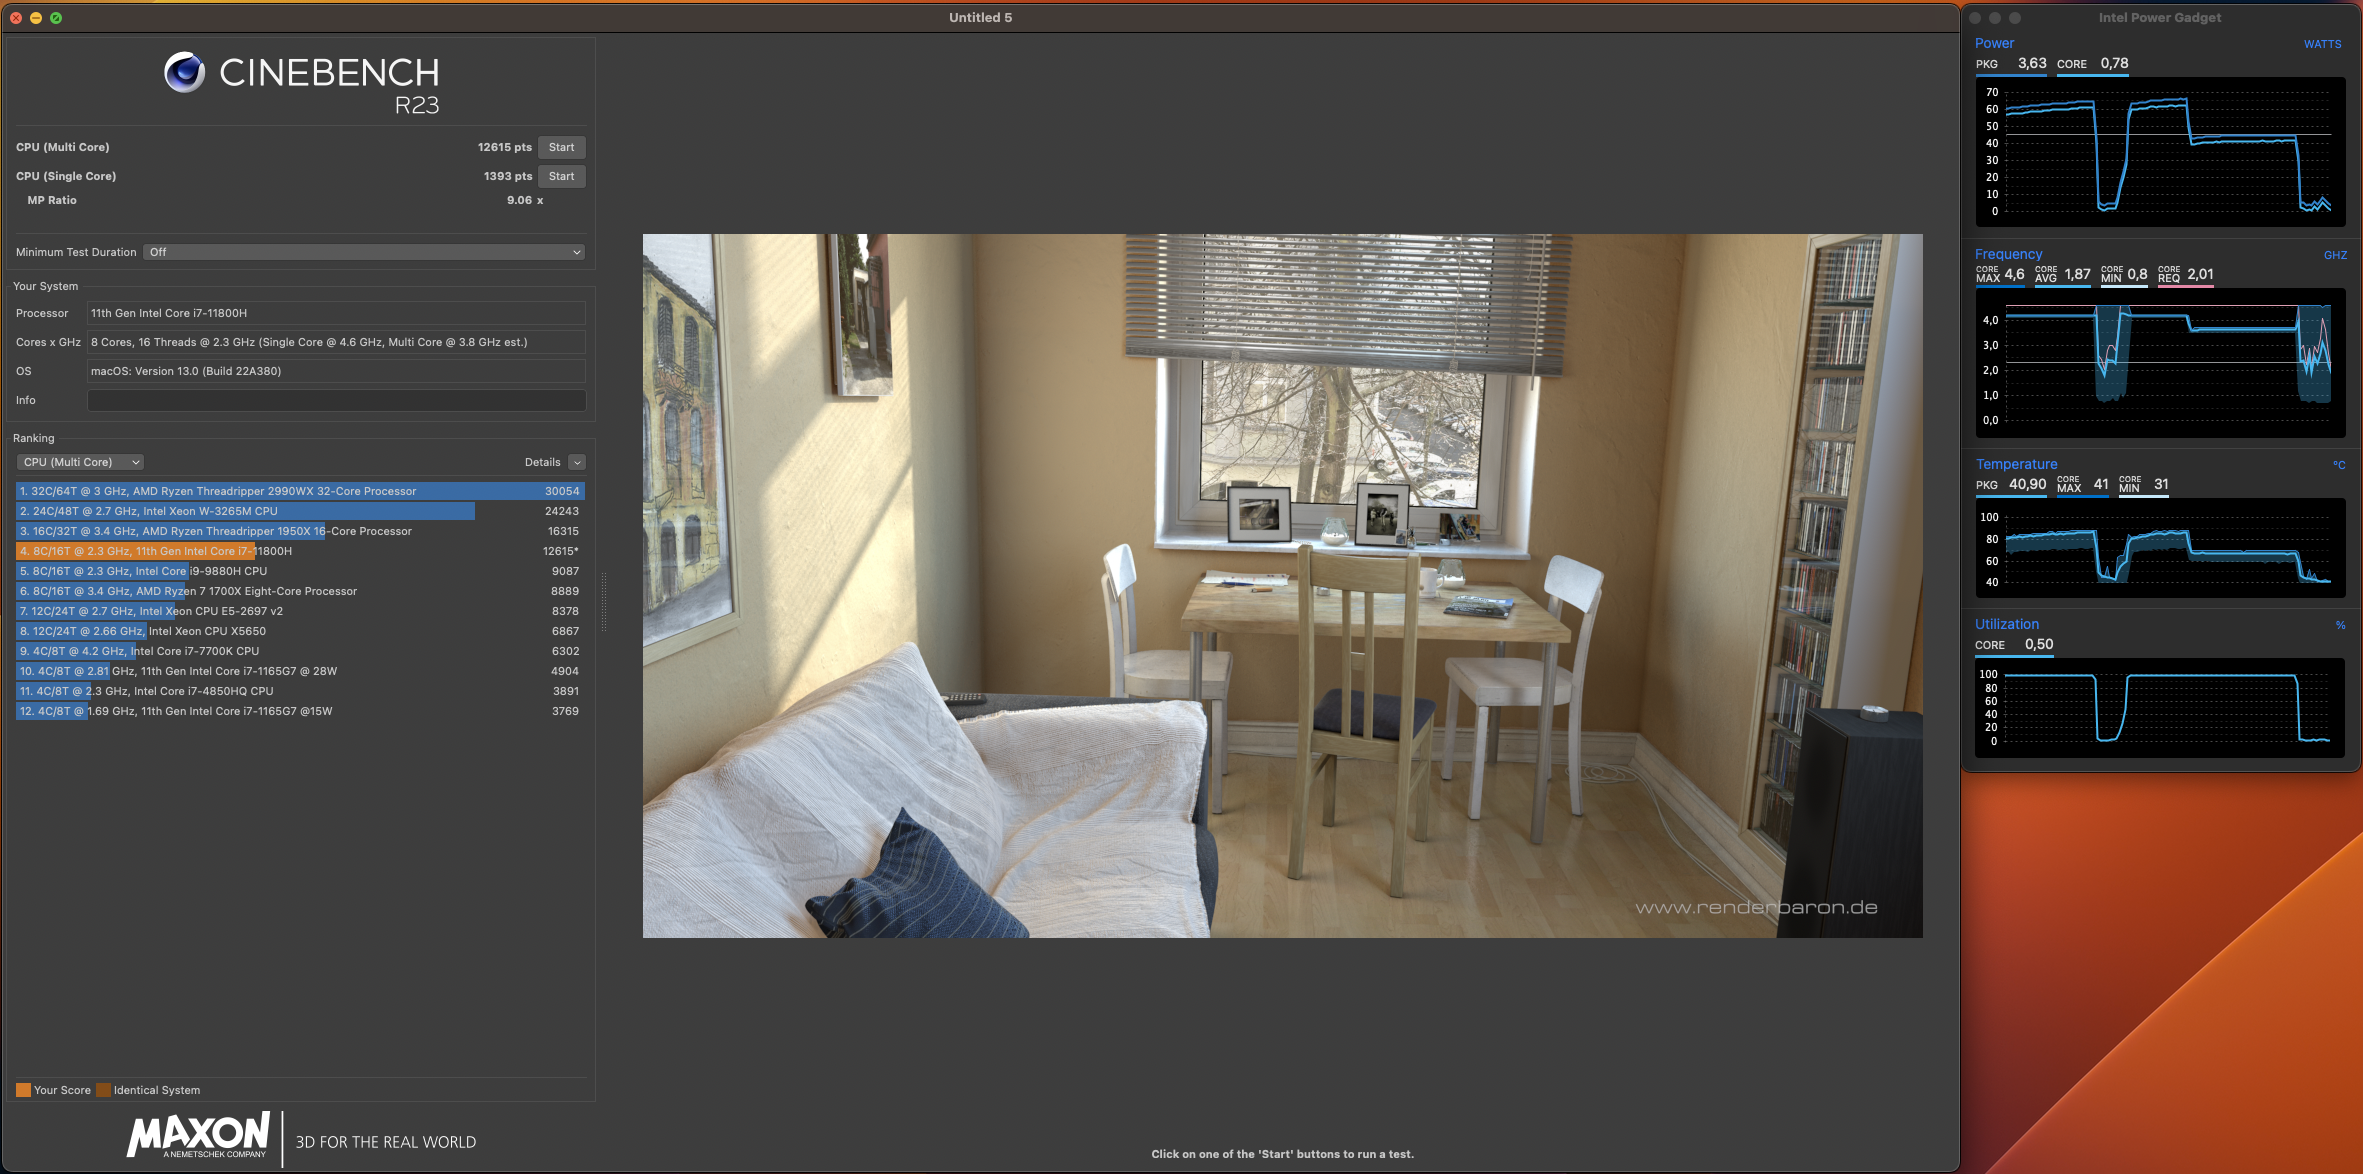 Untitled 5
CINEBENCH
R23
CPU (Multi Core) 12615 pts Start
CPU (Single Core) 1393 pts Start
MP Ratio 9.06 x
Minimum Test Duration Off
Your System
Processor 11th Gen Intel Core i7-11800H
Cores x GHz 8 Cores, 16 Threads @ 2.3 GHz (Single Core @ 4.6 GHz, Multi Core @ 3.8 GHz est.)
OS macOS: Version 13.0 (Build 22A380)
Info
Ranking
CPU (Multi Core) Details
1. 32C/64T @ 3 GHz, AMD Ryzen Threadripper 2990WX 32-Core Processor 30054
2. 24C/48T @ 2.7 GHz, Intel Xeon W-3265M CPU 24243
3. 16C/32T @ 3.4 GHz, AMD Ryzen Threadripper 1950X 16-Core Processor 16315
4. 8C/16T @ 2.3 GHz, 11th Gen Intel Core i7-11800H 12615*
5. 8C/16T @ 2.3 GHz, Intel Core i9-9880H CPU 9087
6. 8C/16T @ 3.4 GHz, AMD Ryzen 7 1700X Eight-Core Processor 8889
7. 12C/24T @ 2.7 GHz, Intel Xeon CPU E5-2697 v2 8378
8. 12C/24T @ 2.66 GHz, Intel Xeon CPU X5650 6867
9. 4C/8T @ 4.2 GHz, Intel Core i7-7700K CPU 6302
10. 4C/8T @ 2.81 GHz, 11th Gen Intel Core i7-1165G7 @ 28W 4904
11. 4C/8T @ 2.3 GHz, Intel Core i7-4850HQ CPU 3891
12. 4C/8T @ 1.69 GHz, 11th Gen Intel Core i7-1165G7 @15W 3769
Your Score Identical System
MAXON
A NEMETSCHEK COMPANY
3D FOR THE REAL WORLD
www.renderbaron.de
Click on one of the 'Start' buttons to run a test.
Intel Power Gadget
Power WATTS
PKG 3,63 CORE 0,78
70
60
50
40
30
20
10
0
Frequency GHZ
CORE MAX 4,6 CORE AVG 1,87 CORE MIN 0,8 CORE REQ 2,01
4,0
3,0
2,0
1,0
0,0
Temperature °C
PKG 40,90 CORE MAX 41 CORE MIN 31
100
80
60
40
Utilization %
CORE 0,50
100
80
60
40
20
0